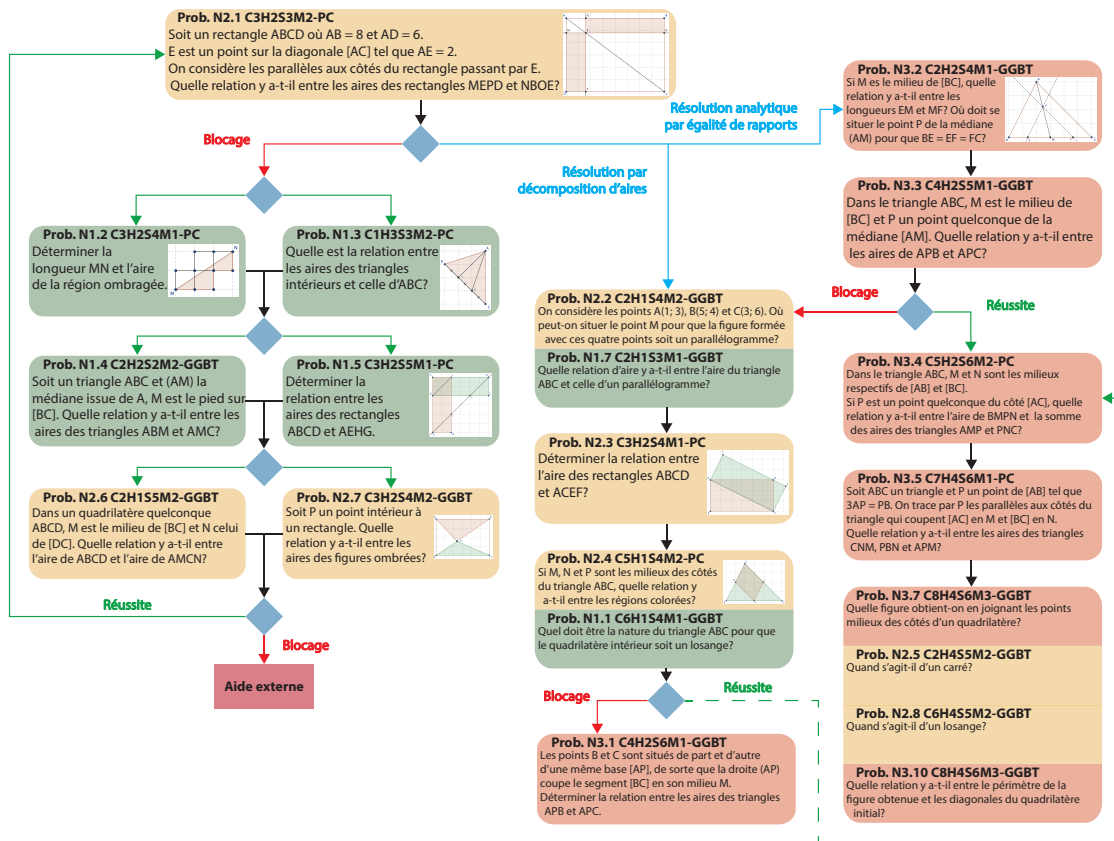 Prob. N2.1 C3H2S3M2-PC
Soit un rectangle ABCD où AB = 8 et AD = 6.
E est un point sur la diagonale [AC] tel que AE = 2.
On considère les parallèles aux côtés du rectangle passant par E.
Quelle relation y a-t-il entre les aires des rectangles MEPD et NBOE?
Blocage
Résolution analytique
par égalité de rapports
Résolution par
décomposition d’aires
Prob. N1.2 C3H2S4M1-PC
Déterminer la
longueur MN et l’aire
de la région ombragée.
Prob. N1.3 C1H3S3M2-PC
Quelle est la relation entre
les aires des triangles
intérieurs et celle d’ABC?
Prob. N1.4 C2H2S2M2-GGBT
Soit un triangle ABC et (AM) la
médiane issue de A, M est le pied sur
[BC]. Quelle relation y a-t-il entre les
aires des triangles ABM et AMC?
Prob. N1.5 C3H2S5M1-PC
Déterminer la
relation entre les
aires des rectangles
ABCD et AEHG.
Prob. N2.6 C2H1S5M2-GGBT
Dans un quadrilatère quelconque
ABCD, M est le milieu de [BC] et N celui
de [DC]. Quelle relation y a-t-il entre
l’aire de ABCD et l’aire de AMCN?
Prob. N2.7 C3H2S4M2-GGBT
Soit P un point intérieur à
un rectangle. Quelle
relation y a-t-il entre les
aires des figures ombrées?
Réussite
Blocage
Aide externe
Prob. N2.2 C2H1S4M2-GGBT
On considère les points A(1; 3), B(5; 4) et C(3; 6). Où
peut-on situer le point M pour que la figure formée
avec ces quatre points soit un parallélogramme?
Prob. N1.7 C2H1S3M1-GGBT
Quelle relation d’aire y a-t-il entre l’aire du triangle
ABC et celle d’un parallélogramme?
Prob. N2.3 C3H2S4M1-PC
Déterminer la relation entre
l’aire des rectangles ABCD
et ACEF?
Prob. N2.4 C5H1S4M2-PC
Si M, N et P sont les milieux des côtés
du triangle ABC, quelle relation y
a-t-il entre les régions colorées?
Prob. N1.1 C6H1S4M1-GGBT
Quel doit être la nature du triangle ABC pour que
le quadrilatère intérieur soit un losange?
Blocage
Réussite
Prob. N3.1 C4H2S6M1-GGBT
Les points B et C sont situés de part et d’autre
d’une même base [AP], de sorte que la droite (AP)
coupe le segment [BC] en son milieu M.
Déterminer la relation entre les aires des triangles
APB et APC.
Prob. N3.2 C2H2S4M1-GGBT
Si M es le milieu de [BC], quelle
relation y a-t-il entre les
longueurs EM et MF? Où doit se
situer le point P de la médiane
(AM) pour que BE = EF = FC?
Prob. N3.3 C4H2S5M1-GGBT
Dans le triangle ABC, M est le milieu de
[BC] et P un point quelconque de la
médiane [AM]. Quelle relation y a-t-il entre
les aires de APB et APC?
Blocage
Réussite
Prob. N3.4 C5H2S6M2-PC
Dans le triangle ABC, M et N sont les milieux
respectifs de [AB] et [BC].
Si P est un point quelconque du côté [AC], quelle
relation y a-t-il entre l’aire de BMPN et la somme
des aires des triangles AMP et PNC?
Prob. N3.5 C7H4S6M1-PC
Soit ABC un triangle et P un point de [AB] tel que
3AP = PB. On trace par P les parallèles aux côtés du
triangle qui coupent [AC] en M et [BC] en N.
Quelle relation y a-t-il entre les aires des triangles
CNM, PBN et APM?
Prob. N3.7 C8H4S6M3-GGBT
Quelle figure obtient-on en joignant les points
milieux des côtés d’un quadrilatère?
Prob. N2.5 C2H4S5M2-GGBT
Quand s’agit-il d’un carré?
Prob. N2.8 C6H4S5M2-GGBT
Quand s’agit-il d’un losange?
Prob. N3.10 C8H4S6M3-GGBT
Quelle relation y a-t-il entre le périmètre de la
figure obtenue et les diagonales du quadrilatère
initial?